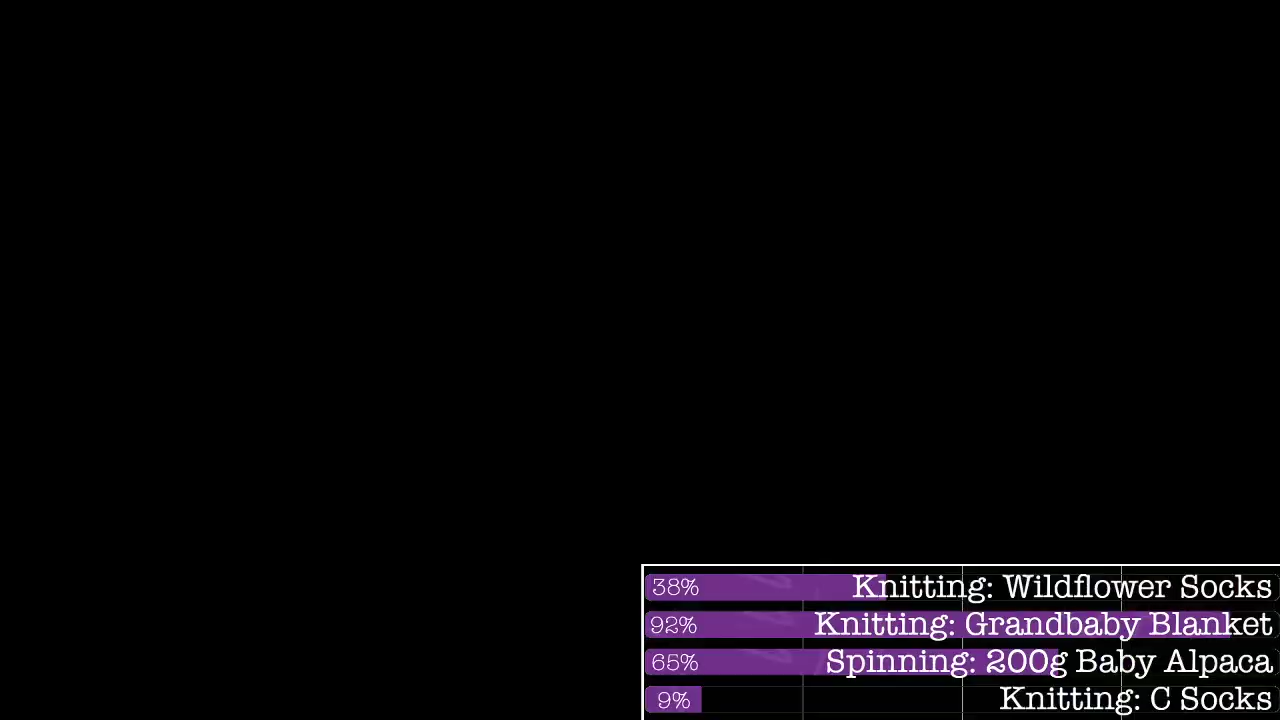 38% Knitting: Wildflower Socks
92% Knitting: Grandbaby Blanket
65% Spinning: 200g Baby Alpaca
9% Knitting: C Socks